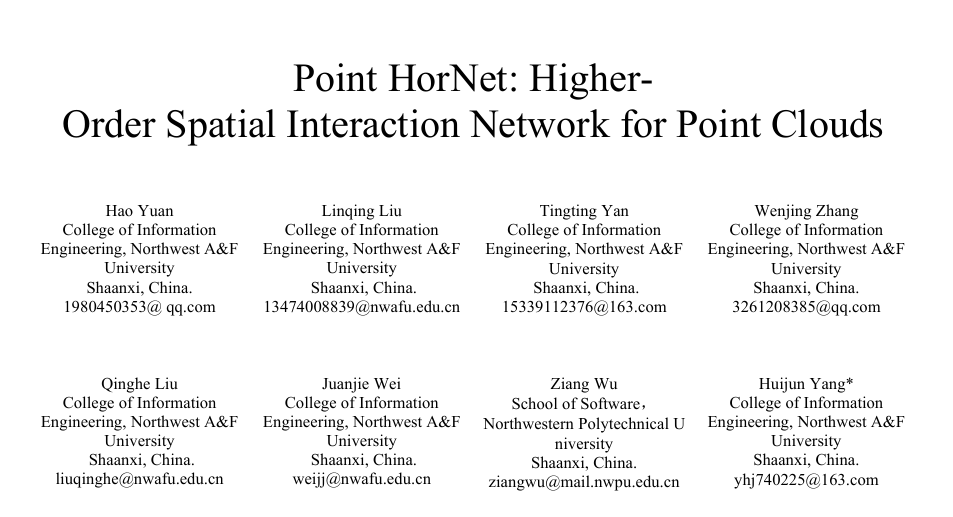 Point HorNet: Higher-
Order Spatial Interaction Network for Point Clouds
Hao Yuan
College of Information
Engineering, Northwest A&F
University
Shaanxi, China.
1980450353@ qq.com
Linqing Liu
College of Information
Engineering, Northwest A&F
University
Shaanxi, China.
13474008839@nwafu.edu.cn
Tingting Yan
College of Information
Engineering, Northwest A&F
University
Shaanxi, China.
15339112376@163.com
Wenjing Zhang
College of Information
Engineering, Northwest A&F
University
Shaanxi, China.
3261208385@qq.com
Qinghe Liu
College of Information
Engineering, Northwest A&F
University
Shaanxi, China.
liuqinghe@nwafu.edu.cn
Juanjie Wei
College of Information
Engineering, Northwest A&F
University
Shaanxi, China.
weijj@nwafu.edu.cn
Ziang Wu
School of Software，
Northwestern Polytechnical U
niversity
Shaanxi, China.
ziangwu@mail.nwpu.edu.cn
Huijun Yang*
College of Information
Engineering, Northwest A&F
University
Shaanxi, China.
yhj740225@163.com